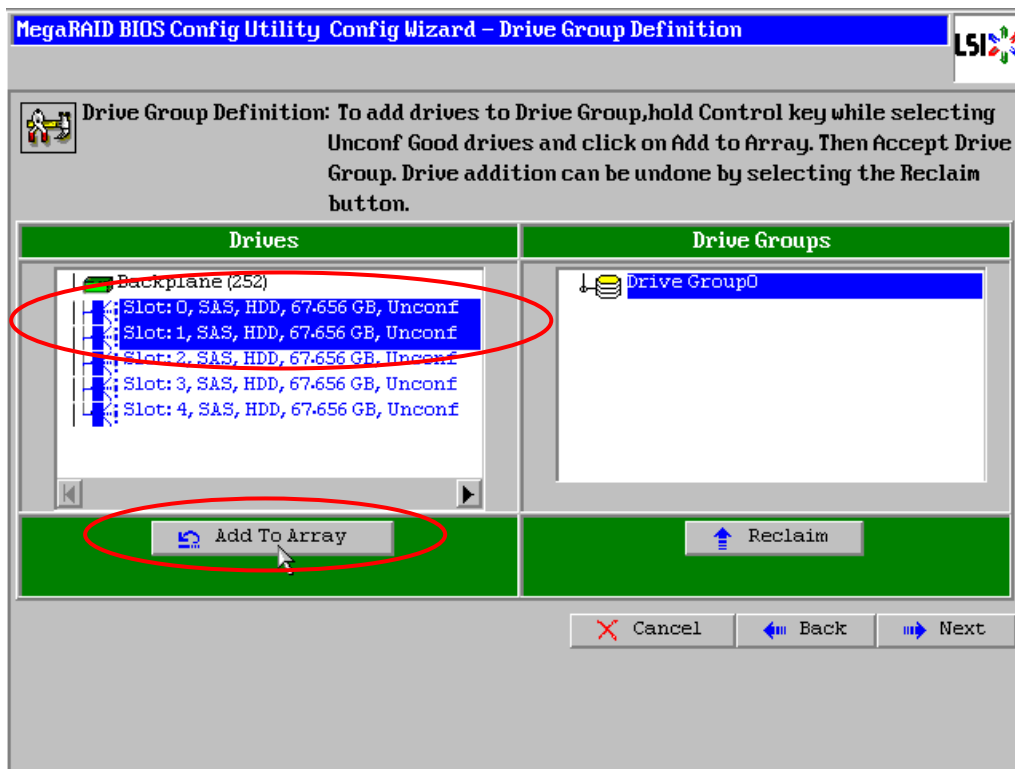 MegaRAID BIOS Config Utility Config Wizard – Drive Group Definition
LSI
Drive Group Definition: To add drives to Drive Group,hold Control key while selecting
Unconf Good drives and click on Add to Array. Then Accept Drive
Group. Drive addition can be undone by selecting the Reclaim
button.
Drives
Backplane (252)
Slot: 0, SAS, HDD, 67.656 GB, Unconf
Slot: 1, SAS, HDD, 67.656 GB, Unconf
Slot: 2, SAS, HDD, 67.656 GB, Unconf
Slot: 3, SAS, HDD, 67.656 GB, Unconf
Slot: 4, SAS, HDD, 67.656 GB, Unconf
Add To Array
Drive Groups
Drive Group0
Reclaim
Cancel
Back
Next